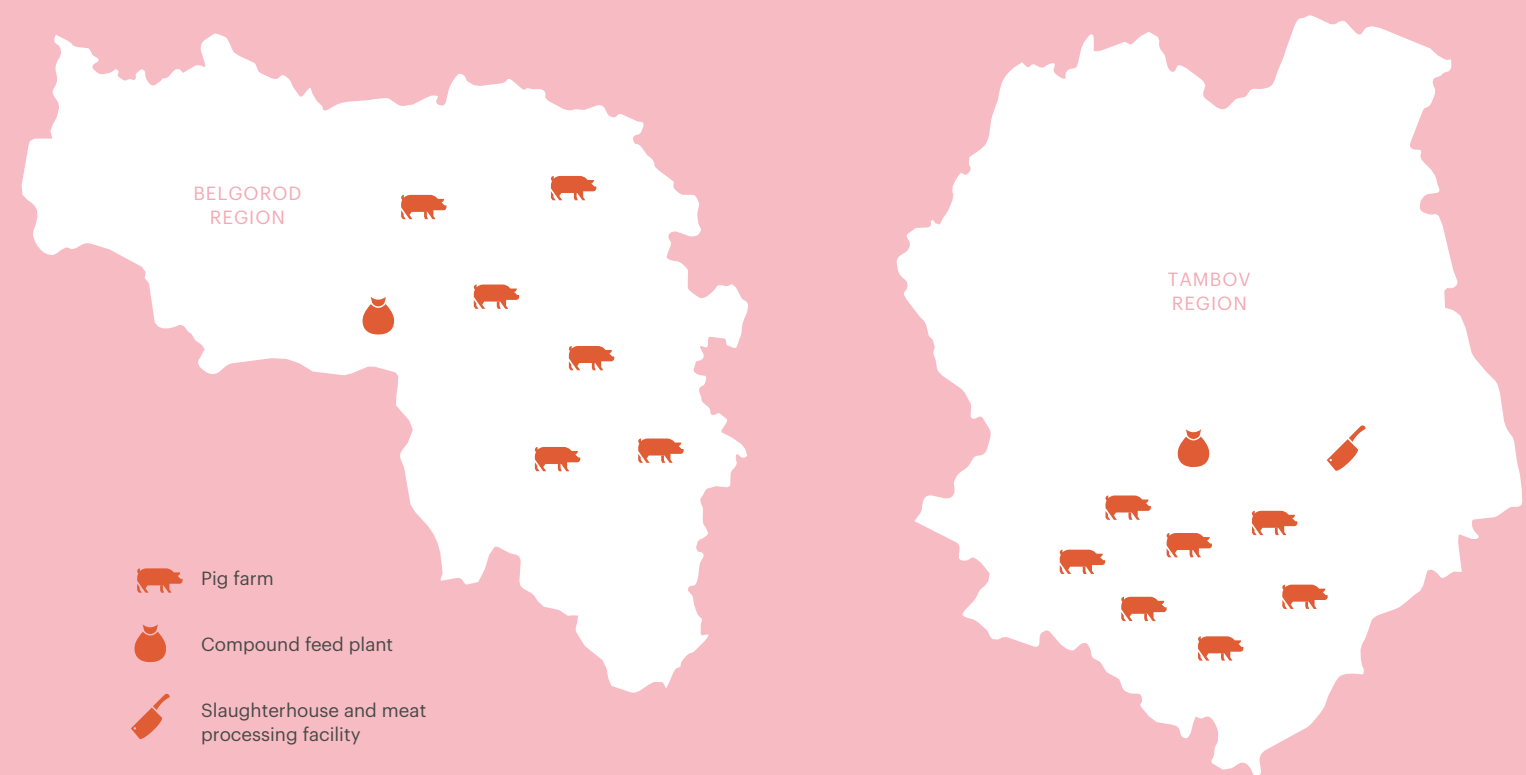 BELGOROD
REGION
TAMBOV
REGION
Pig farm
Compound feed plant
Slaughterhouse and meat
processing facility